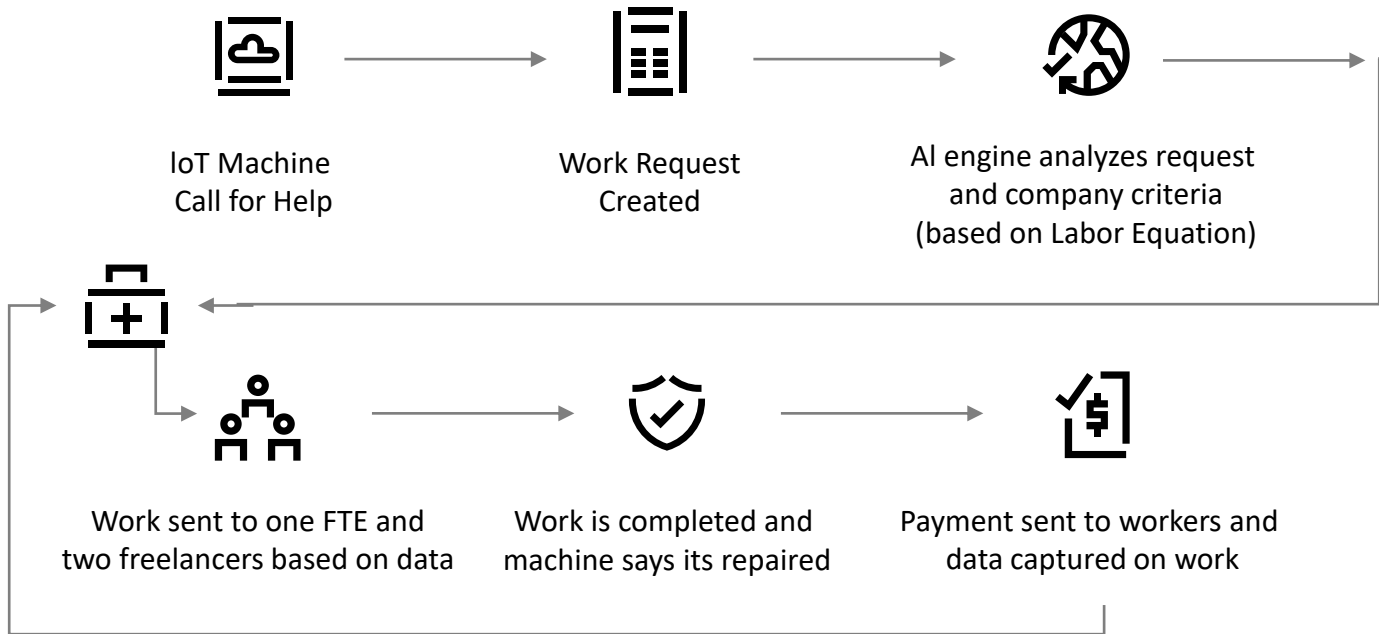 IoT Machine
Call for Help
Work Request
Created
AI engine analyzes request
and company criteria
(based on Labor Equation)
Work sent to one FTE and
two freelancers based on data
Work is completed and
machine says its repaired
$
Payment sent to workers and
data captured on work